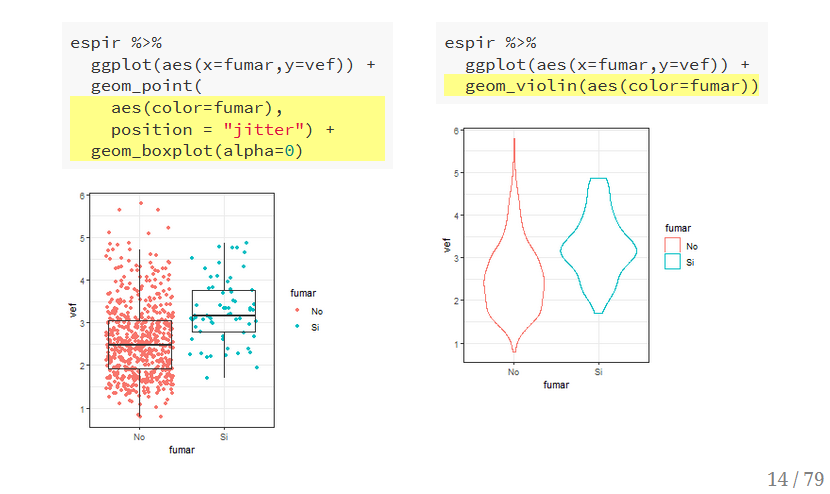 espir %>%
ggplot(aes(x=fumar,y=vef)) +
geom_point(
aes(color=fumar),
position = "jitter") +
geom_boxplot(alpha=0)
6
5
4
3
2
1
vef
No
Si
fumar
fumar
No
Si
espir %>%
ggplot(aes(x=fumar,y=vef)) +
geom_violin(aes(color=fumar))
6
5
4
3
2
1
vef
No
Si
fumar
fumar
No
Si
14 / 79